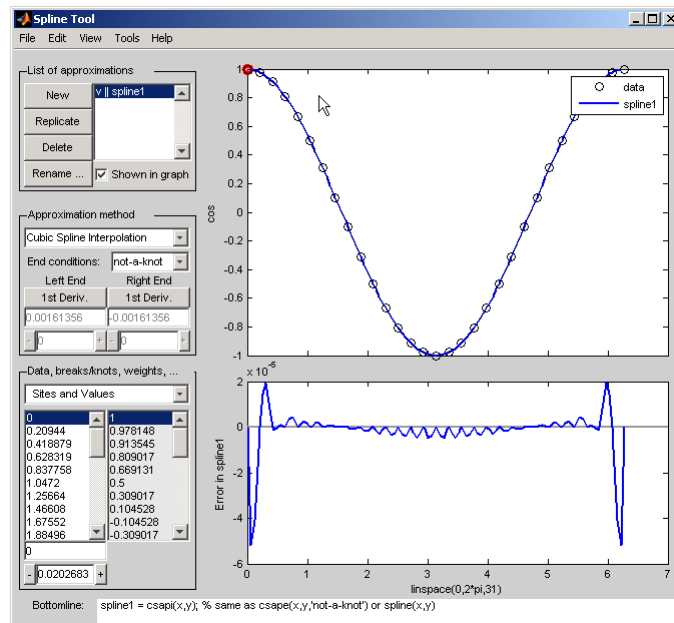 Spline Tool
File Edit View Tools Help
List of approximations
New
Replicate
Delete
Rename ...
v || spline1
Shown in graph
Approximation method
Cubic Spline Interpolation
End conditions: not-a-knot
Left End Right End
1st Deriv. 1st Deriv.
0.00161356 -0.00161356
- 0 + - 0 +
Data, breaks/knots, weights, ...
Sites and Values
0 1
0.20944 0.978148
0.418879 0.913545
0.628319 0.809017
0.837758 0.669131
1.0472 0.5
1.25664 0.309017
1.46608 0.104528
1.67552 -0.104528
1.88496 -0.309017
0
- 0.0202683 +
1
0.8
0.6
0.4
0.2
0
-0.2
-0.4
-0.6
-0.8
-1
cos
data
spline1
x 10^-6
2
0
-2
-4
-6
Error in spline1
0 1 2 3 4 5 6 7
linspace(0,2*pi,31)
Bottomline: spline1 = csapi(x,y); % same as csape(x,y,'not-a-knot') or spline(x,y)